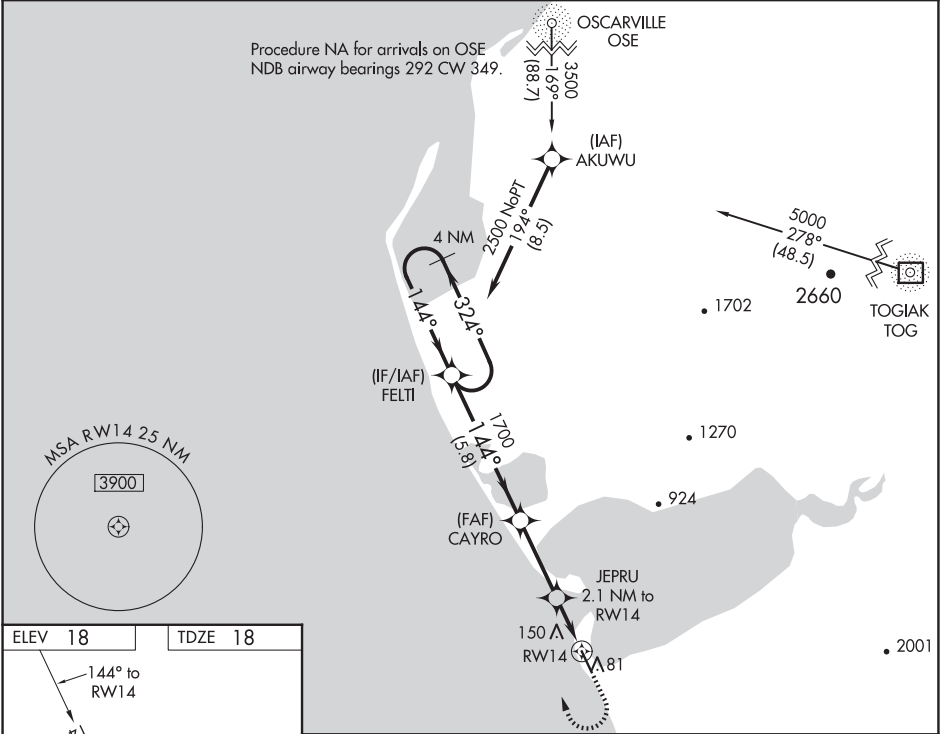 OSCARVILLE
OSE
Procedure NA for arrivals on OSE
NDB airway bearings 292 CW 349.
3500
169°
(88.7)
(IAF)
AKUWU
2500 NoPT
194°
(8.5)
4 NM
5000
278°
(48.5)
2660
TOGIAK
TOG
1702
144°
324°
(IF/IAF)
FELTI
1700
144°
(5.8)
1270
MSA RW14 25 NM
3900
924
(FAF)
CAYRO
JEPRU
2.1 NM to
RW14
150
RW14
81
2001
ELEV 18
TDZE 18
144° to
RW14